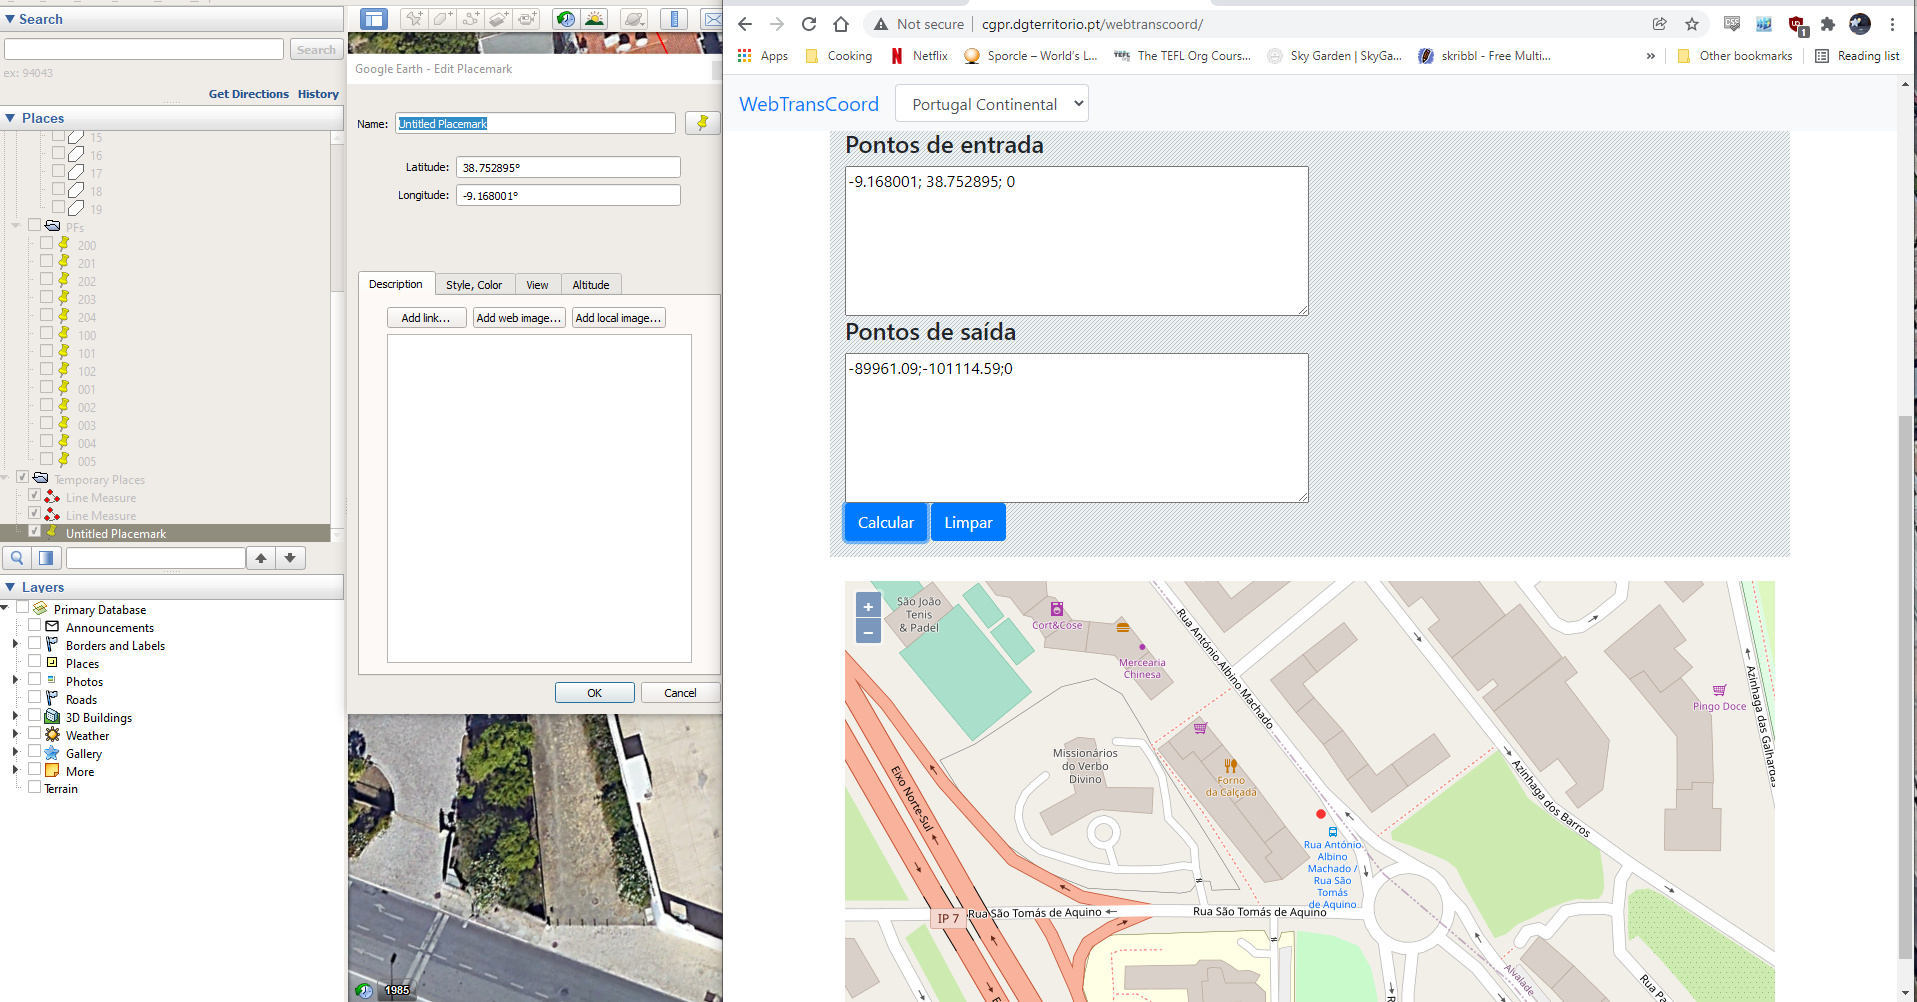 Search
Search
ex: 94043
Get Directions History
Places
15
16
17
18
19
PFs
200
201
202
203
204
100
101
102
001
002
003
004
005
Temporary Places
Line Measure
Line Measure
Untitled Placemark
Layers
Primary Database
Announcements
Borders and Labels
Places
Photos
Roads
3D Buildings
Weather
Gallery
More
Terrain
Google Earth - Edit Placemark
Name: Untitled Placemark
Latitude: 38.752895°
Longitude: -9.168001°
Description Style, Color View Altitude
Add link... Add web image... Add local image...
OK Cancel
1985
Not secure cgpr.dgterritorio.pt/webtranscoord/
1
Apps Cooking Netflix Sporcle – World's L... The TEFL Org Cours... Sky Garden | SkyGa... skribbl - Free Multi... » Other bookmarks Reading list
WebTransCoord Portugal Continental
Pontos de entrada
-9.168001; 38.752895; 0
Pontos de saída
-89961.09;-101114.59;0
Calcular Limpar
+
−
São João
Tenis
& Padel
Cort&Cose
Mercearia
Chinesa
Rua António Albino Machado
Pingo Doce
Azinhaga das Galhardas
Missionários
do Verbo
Divino
Forno
da Calçada
Eixo Norte-Sul
Azinhaga dos Barros
Rua António
Albino
Machado /
Rua São
Tomás
de Aquino
IP 7
Rua São Tomás de Aquino
Rua São Tomás de Aquino
Alvalade